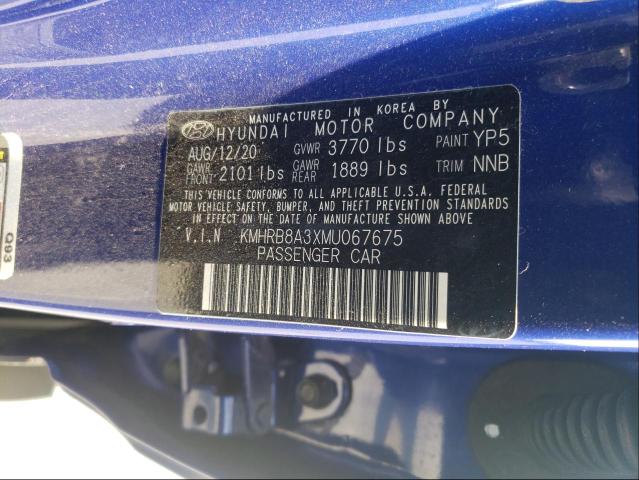 MANUFACTURED IN KOREA BY
HYUNDAI MOTOR COMPANY
AUG/12/20 GVWR 3770 lbs PAINT YP5
GAWR FRONT 2101 lbs GAWR REAR 1889 lbs TRIM NNB
THIS VEHICLE CONFORMS TO ALL APPLICABLE U.S.A. FEDERAL
MOTOR VEHICLE SAFETY, BUMPER, AND THEFT PREVENTION STANDARDS
IN EFFECT ON THE DATE OF MANUFACTURE SHOWN ABOVE.
V.I.N KMHRB8A3XMU067675
PASSENGER CAR
Q93